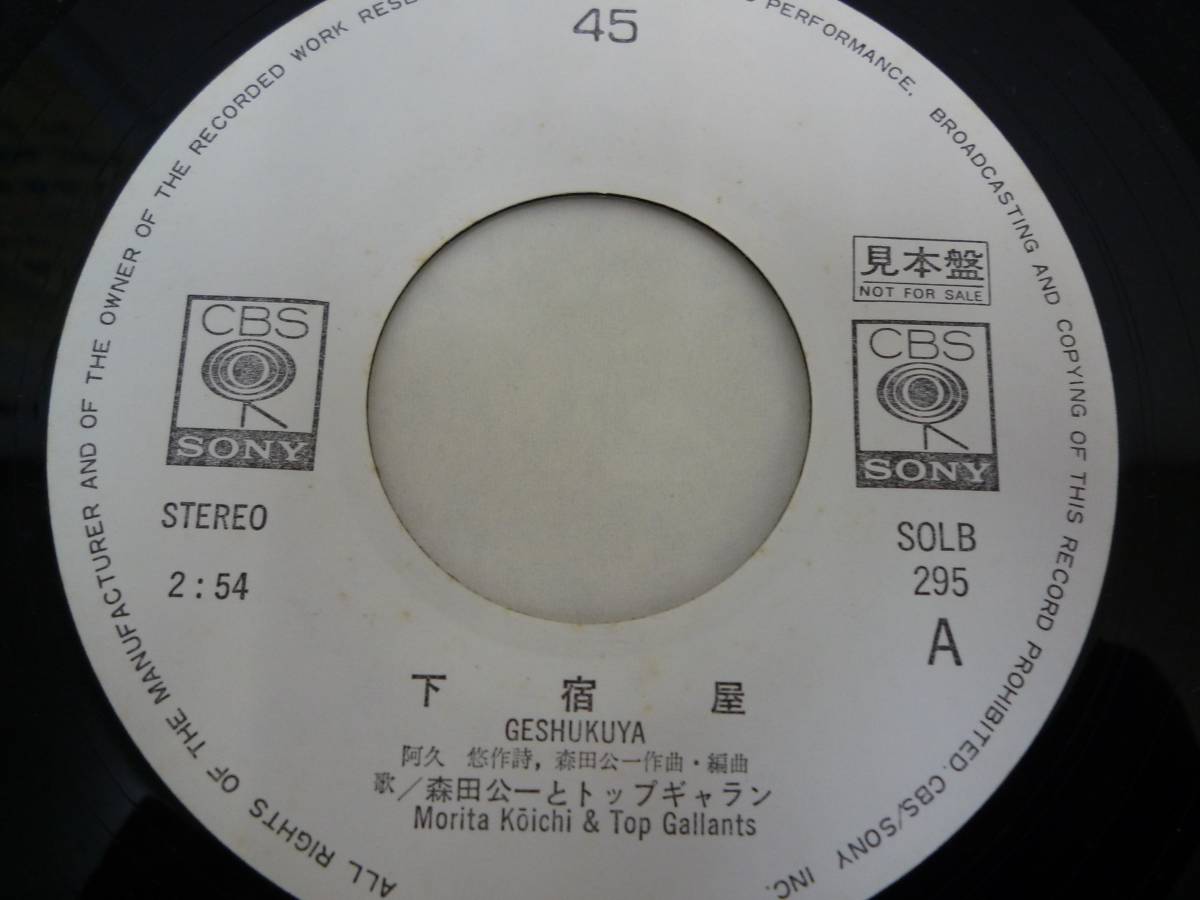 45
ALL RIGHTS OF THE MANUFACTURER AND OF THE OWNER OF THE RECORDED WORK RESE
PERFORMANCE, BROADCASTING AND COPYING OF THIS RECORD PROHIBITED. CBS/SONY INC.
CBS
SONY
STEREO
2:54
見本盤
NOT FOR SALE
CBS
SONY
SOLB
295
A
下宿屋
GESHUKUYA
阿久 悠作詩, 森田公一作曲・編曲
歌/森田公一とトップギャラン
Morita Kōichi & Top Gallants